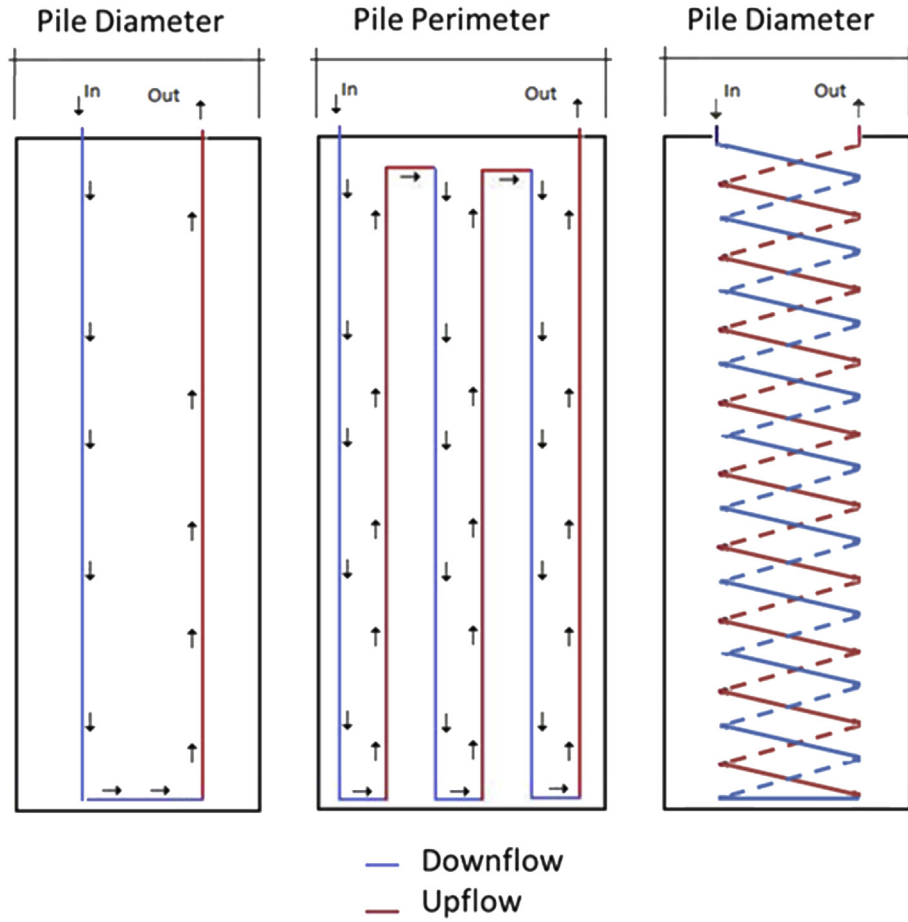 Pile Diameter
Pile Perimeter
Pile Diameter
In
Out
In
Out
In
Out
Downflow
Upflow